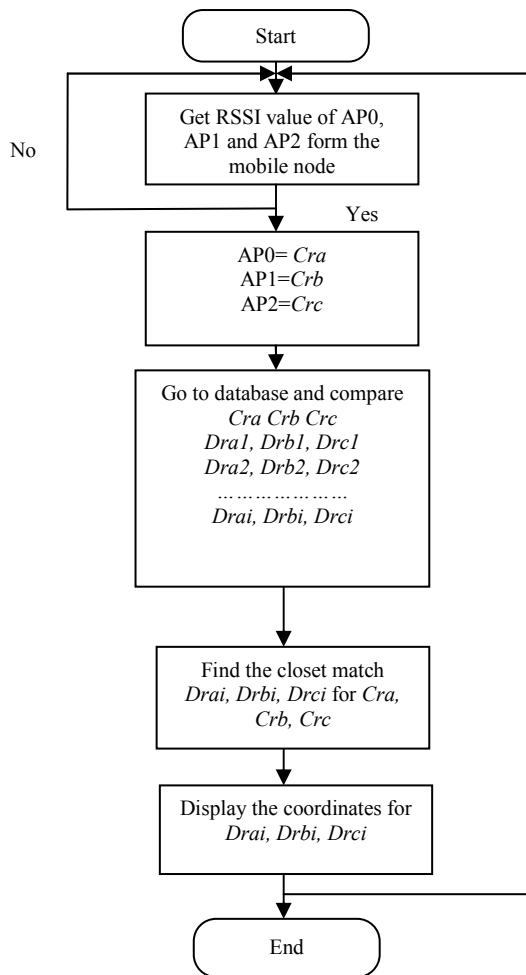 Start
Get RSSI value of AP0,
AP1 and AP2 form the
mobile node
No
Yes
AP0= Cra
AP1=Crb
AP2=Crc
Go to database and compare
Cra Crb Crc
Dra1, Drb1, Drc1
Dra2, Drb2, Drc2
…………………
Drai, Drbi, Drci
Find the closet match
Drai, Drbi, Drci for Cra,
Crb, Crc
Display the coordinates for
Drai, Drbi, Drci
End